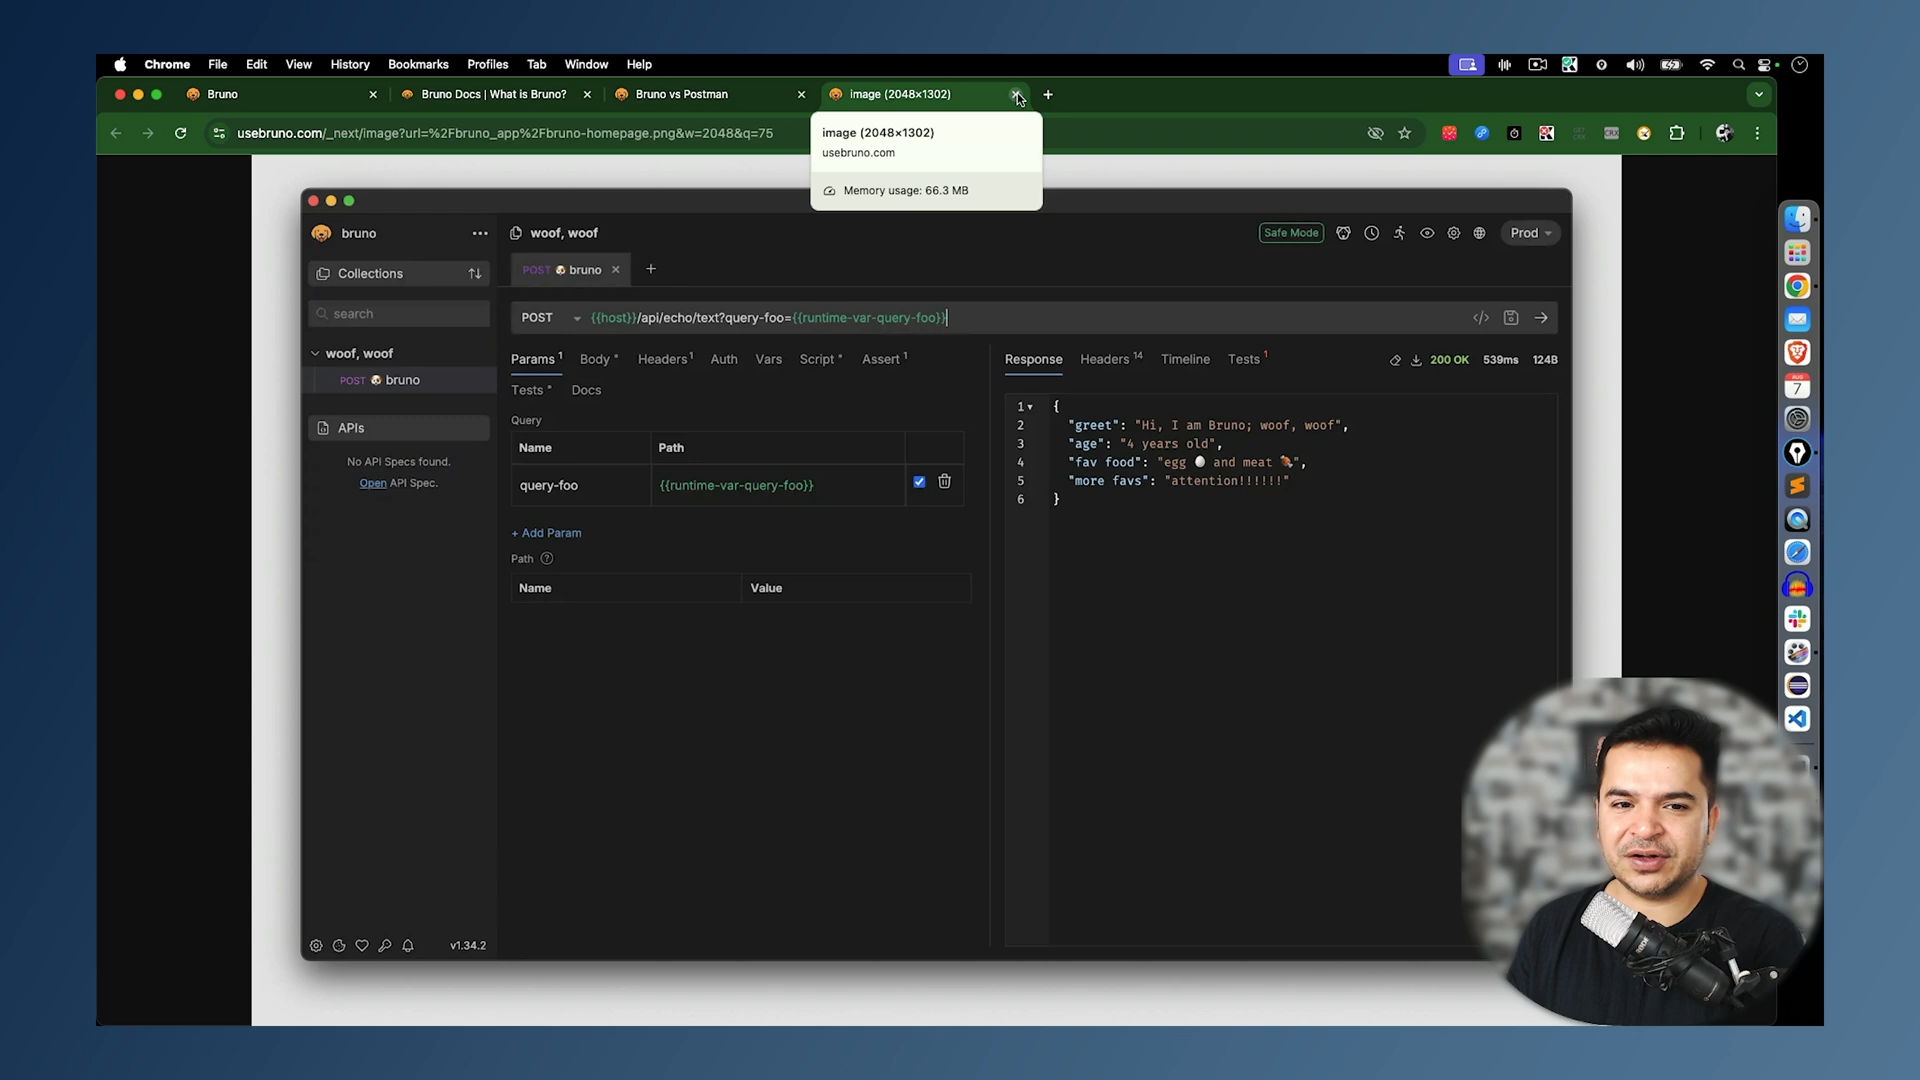 Chrome File Edit View History Bookmarks Profiles Tab Window Help
Bruno
Bruno Docs | What is Bruno?
Bruno vs Postman
image (2048×1302)
usebruno.com/_next/image?url=%2Fbruno_app%2Fbruno-homepage.png&w=2048&q=75
image (2048×1302)
usebruno.com
Memory usage: 66.3 MB
bruno
woof, woof
Safe Mode
Prod
Collections
POST 🐶 bruno
search
POST
{{host}}/api/echo/text?query-foo={{runtime-var-query-foo}}
woof, woof
POST 🐶 bruno
APIs
No API Specs found.
Open API Spec.
Params 1 Body • Headers 1 Auth Vars Script • Assert 1
Tests • Docs
Query
Name Path
query-foo {{runtime-var-query-foo}}
+ Add Param
Path ?
Name Value
Response Headers 14 Timeline Tests 1
200 OK 539ms 124B
1 {
2 "greet": "Hi, I am Bruno; woof, woof",
3 "age": "4 years old",
4 "fav food": "egg 🥚 and meat 🍖",
5 "more favs": "attention!!!!!!"
6 }
v1.34.2
AUG
7